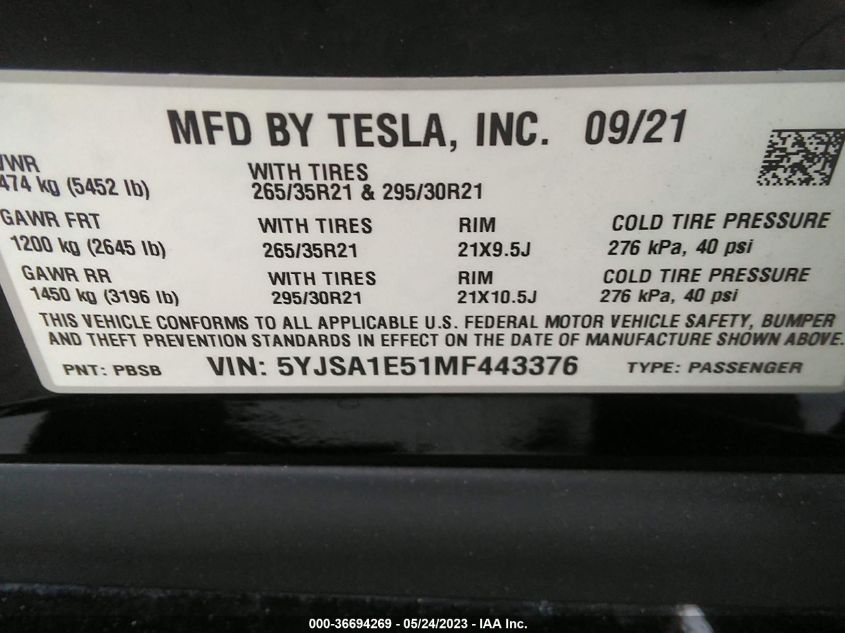 MFD BY TESLA, INC. 09/21
VWR WITH TIRES
474 kg (5452 lb) 265/35R21 & 295/30R21
GAWR FRT WITH TIRES RIM COLD TIRE PRESSURE
1200 kg (2645 lb) 265/35R21 21X9.5J 276 kPa, 40 psi
GAWR RR WITH TIRES RIM COLD TIRE PRESSURE
1450 kg (3196 lb) 295/30R21 21X10.5J 276 kPa, 40 psi
THIS VEHICLE CONFORMS TO ALL APPLICABLE U.S. FEDERAL MOTOR VEHICLE SAFETY, BUMPER
AND THEFT PREVENTION STANDARDS IN EFFECT ON THE DATE OF MANUFACTURE SHOWN ABOVE.
PNT: PBSB VIN: 5YJSA1E51MF443376 TYPE: PASSENGER
000-36694269 - 05/24/2023 - IAA Inc.